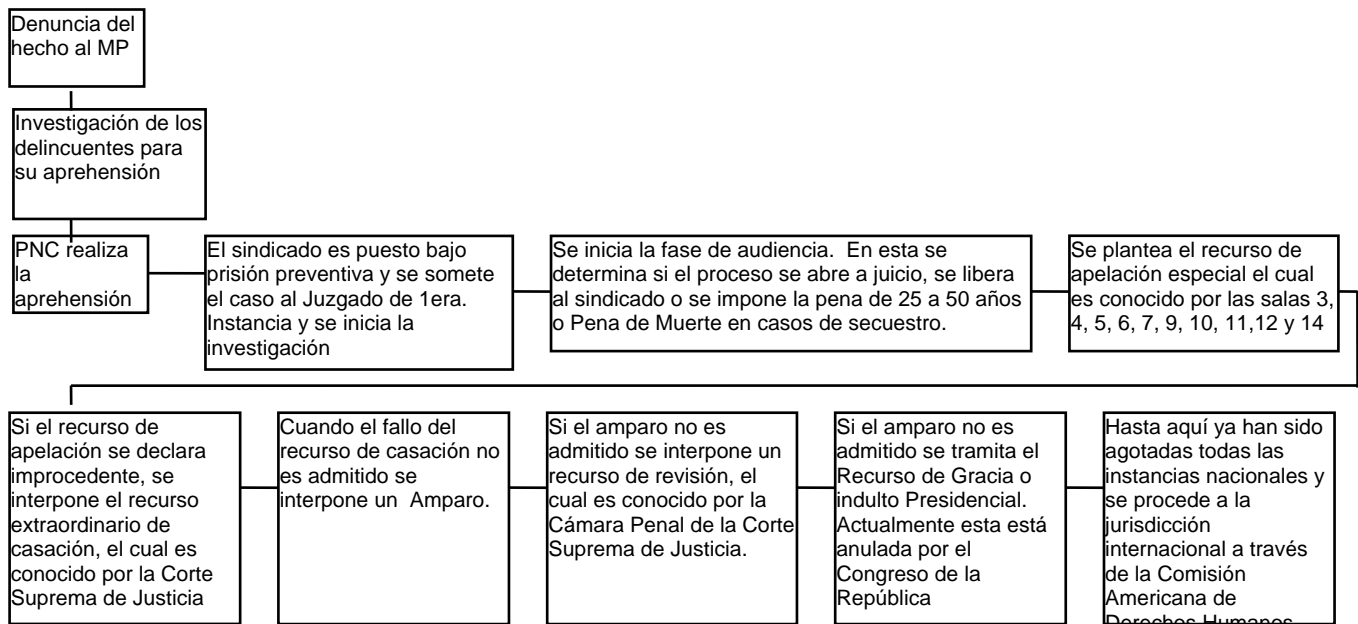 Denuncia del
hecho al MP
Investigación de los
delincuentes para
su aprehensión
PNC realiza
la
aprehensión
El sindicado es puesto bajo
prisión preventiva y se somete
el caso al Juzgado de 1era.
Instancia y se inicia la
investigación
Se inicia la fase de audiencia.  En esta se
determina si el proceso se abre a juicio, se libera
al sindicado o se impone la pena de 25 a 50 años
o Pena de Muerte en casos de secuestro.
Se plantea el recurso de
apelación especial el cual
es conocido por las salas 3,
4, 5, 6, 7, 9, 10, 11,12 y 14
Si el recurso de
apelación se declara
improcedente, se
interpone el recurso
extraordinario de
casación, el cual es
conocido por la Corte
Suprema de Justicia
Cuando el fallo del
recurso de casación no
es admitido se
interpone un  Amparo.
Si el amparo no es
admitido se interpone un
recurso de revisión, el
cual es conocido por la
Cámara Penal de la Corte
Suprema de Justicia.
Si el amparo no es
admitido se tramita el
Recurso de Gracia o
indulto Presidencial.
Actualmente esta está
anulada por el
Congreso de la
República
Hasta aquí ya han sido
agotadas todas las
instancias nacionales y
se procede a la
jurisdicción
internacional a través
de la Comisión
Americana de
Derechos Humanos